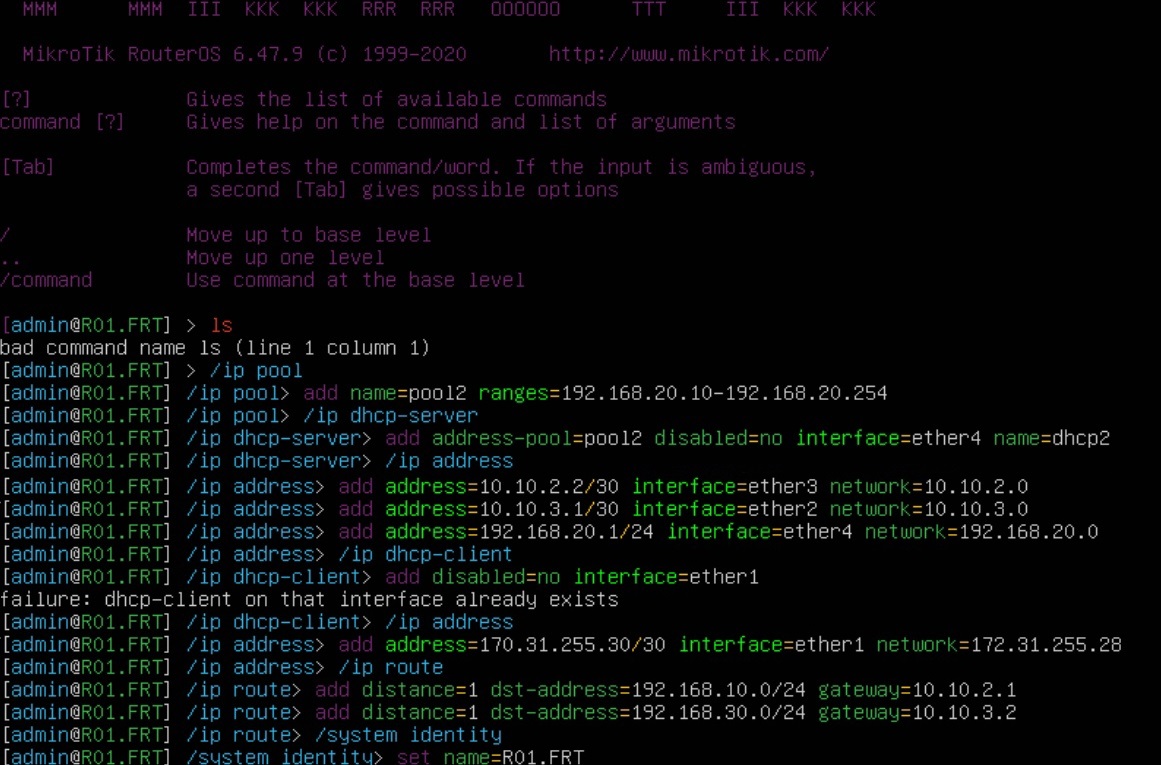 MMM MMM III KKK KKK RRR RRR OOOOOO TTT III KKK KKK
MikroTik RouterOS 6.47.9 (c) 1999-2020 http://www.mikrotik.com/
[?] Gives the list of available commands
command [?] Gives help on the command and list of arguments
[Tab] Completes the command/word. If the input is ambiguous,
a second [Tab] gives possible options
/ Move up to base level
.. Move up one level
/command Use command at the base level
[admin@R01.FRT] > ls
bad command name ls (line 1 column 1)
[admin@R01.FRT] > /ip pool
[admin@R01.FRT] /ip pool> add name=pool2 ranges=192.168.20.10-192.168.20.254
[admin@R01.FRT] /ip pool> /ip dhcp-server
[admin@R01.FRT] /ip dhcp-server> add address-pool=pool2 disabled=no interface=ether4 name=dhcp2
[admin@R01.FRT] /ip dhcp-server> /ip address
[admin@R01.FRT] /ip address> add address=10.10.2.2/30 interface=ether3 network=10.10.2.0
[admin@R01.FRT] /ip address> add address=10.10.3.1/30 interface=ether2 network=10.10.3.0
[admin@R01.FRT] /ip address> add address=192.168.20.1/24 interface=ether4 network=192.168.20.0
[admin@R01.FRT] /ip address> /ip dhcp-client
[admin@R01.FRT] /ip dhcp-client> add disabled=no interface=ether1
failure: dhcp-client on that interface already exists
[admin@R01.FRT] /ip dhcp-client> /ip address
[admin@R01.FRT] /ip address> add address=170.31.255.30/30 interface=ether1 network=172.31.255.28
[admin@R01.FRT] /ip address> /ip route
[admin@R01.FRT] /ip route> add distance=1 dst-address=192.168.10.0/24 gateway=10.10.2.1
[admin@R01.FRT] /ip route> add distance=1 dst-address=192.168.30.0/24 gateway=10.10.3.2
[admin@R01.FRT] /ip route> /system identity
[admin@R01.FRT] /system identity> set name=R01.FRT